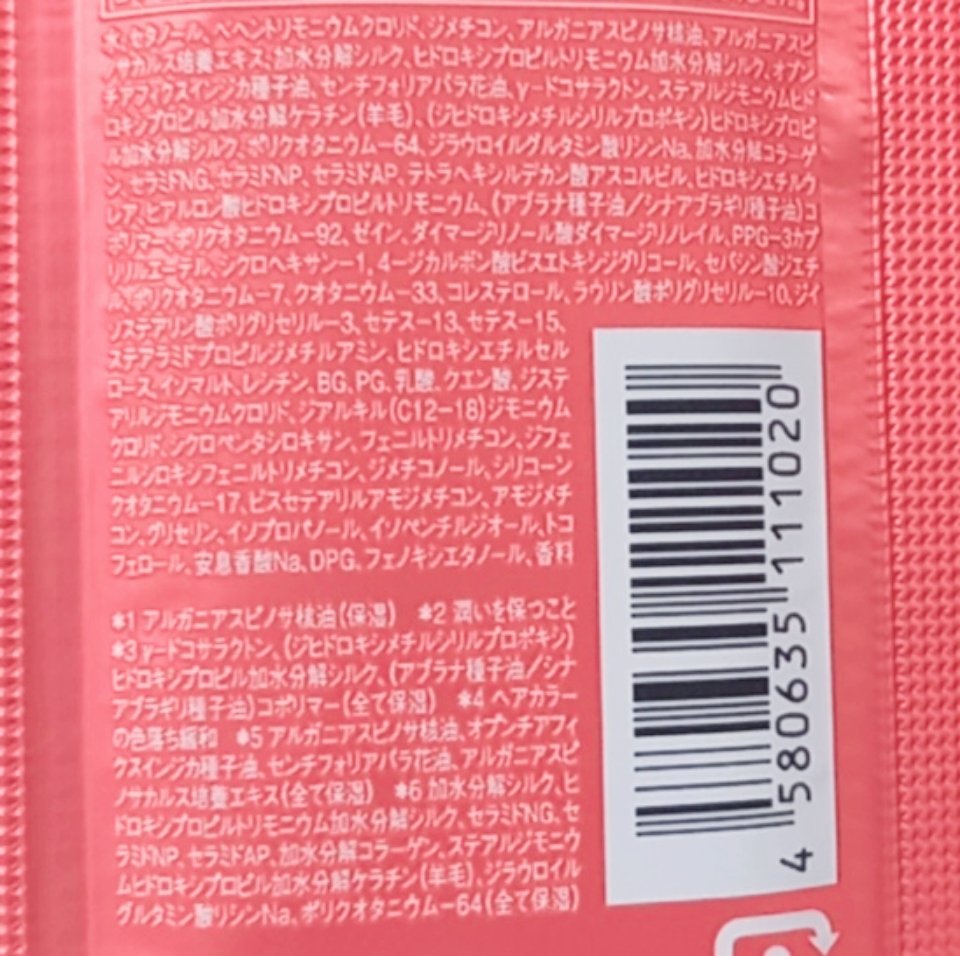 水、セタノール、ベヘントリモニウムクロリド、ジメチコン、アルガニアスピノサ核油、アルガニアスピ
ノサカルス培養エキス、加水分解シルク、ヒドロキシプロピルトリモニウム加水分解シルク、オプン
チアフィクスインジカ種子油、センチフォリアバラ花油、γードコサラクトン、ステアルジモニウムヒド
ロキシプロピル加水分解ケラチン(羊毛)、(ジヒドロキシメチルシリルプロポキシ)ヒドロキシプロピ
ル加水分解シルク、ポリクオタニウムー64、ジラウロイルグルタミン酸リシンNa、加水分解コラーゲ
ン、セラミドNG、セラミドNP、セラミドAP、テトラヘキシルデカン酸アスコルビル、ヒドロキシエチルウ
レア、ヒアルロン酸ヒドロキシプロピルトリモニウム、(アブラナ種子油/シナアブラギリ種子油)コ
ポリマー、ポリクオタニウムー92、ゼイン、ダイマージリノール酸ダイマージリノレイル、PPGー3カプ
リリルエーテル、シクロヘキサンー1, 4ージカルボン酸ビスエトキシジグリコール、セバシン酸ジエチ
ル、ポリクオタニウムー7、クオタニウムー33、コレステロール、ラウリン酸ポリグリセリルー10、ジイ
ソステアリン酸ポリグリセリルー3、セテスー13、セテスー15、
ステアラミドプロピルジメチルアミン、ヒドロキシエチルセル
ロース、イソマルト、レシチン、BG、PG、乳酸、クエン酸、ジステ
アリルジモニウムクロリド、ジアルキル(C12ー18)ジモニウム
クロリド、シクロペンタシロキサン、フェニルトリメチコン、ジフェ
ニルシロキシフェニルトリメチコン、ジメチコノール、シリコーン
クオタニウムー17、ビスセテアリルアモジメチコン、アモジメチ
コン、グリセリン、イソプロパノール、イソペンチルジオール、トコ
フェロール、安息香酸Na、DPG、フェノキシエタノール、香料
*1 アルガニアスピノサ核油(保湿) *2 潤いを保つこと
*3 γードコサラクトン、(ジヒドロキシメチルシリルプロポキシ)
ヒドロキシプロピル加水分解シルク、(アブラナ種子油/シナ
アブラギリ種子油)コポリマー(全て保湿) *4 ヘアカラー
の色落ち緩和 *5 アルガニアスピノサ核油、オプンチアフィ
クスインジカ種子油、センチフォリアバラ花油、アルガニアスピ
ノサカルス培養エキス(全て保湿) *6 加水分解シルク、ヒ
ドロキシプロピルトリモニウム加水分解シルク、セラミドNG、セ
ラミドNP、セラミドAP、加水分解コラーゲン、ステアルジモニウ
ムヒドロキシプロピル加水分解ケラチン(羊毛)、ジラウロイル
グルタミン酸リシンNa、ポリクオタニウムー64(全て保湿)
4 580635 111020